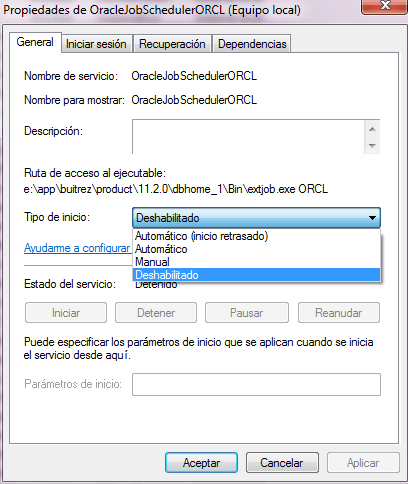 Propiedades de OracleJobSchedulerORCL (Equipo local)
General Iniciar sesión Recuperación Dependencias
Nombre de servicio: OracleJobSchedulerORCL
Nombre para mostrar: OracleJobSchedulerORCL
Descripción:
Ruta de acceso al ejecutable:
e:\app\buitrez\product\11.2.0\dbhome_1\Bin\extjob.exe ORCL
Tipo de inicio: Deshabilitado
Automático (inicio retrasado)
Ayudarme a configurar Automático
Manual
Deshabilitado
Estado del servicio: Detenido
Iniciar Detener Pausar Reanudar
Puede especificar los parámetros de inicio que se aplican cuando se inicia
el servicio desde aquí.
Parámetros de inicio:
Aceptar Cancelar Aplicar